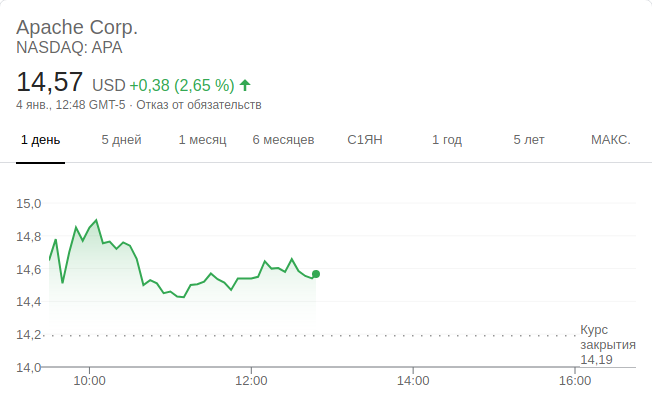 Apache Corp.
NASDAQ: APA
14,57 USD +0,38 (2,65 %)
4 янв., 12:48 GMT-5 · Отказ от обязательств
1 день 5 дней 1 месяц 6 месяцев С1ЯН 1 год 5 лет МАКС.
15,0
14,8
14,6
14,4
14,2
14,0
Курс
закрытия
14,19
10:00 12:00 14:00 16:00